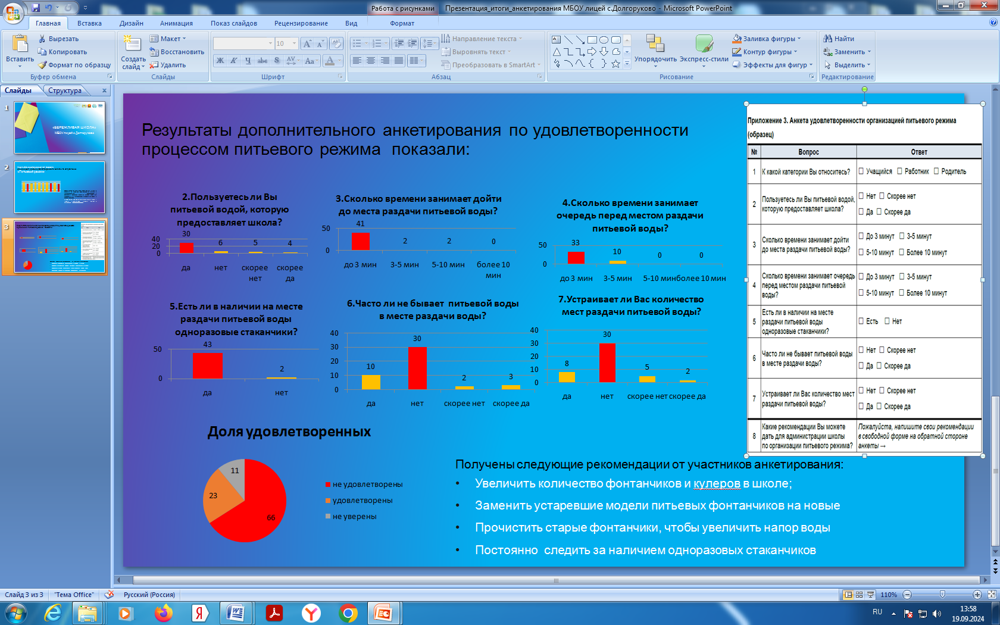 Работа с рисунками
Презентация_итоги_анкетирования МБОУ лицей с.Долгоруково - Microsoft PowerPoint
Главная Вставка Дизайн Анимация Показ слайдов Рецензирование Вид Формат
Вставить
Вырезать
Копировать
Формат по образцу
Буфер обмена
Создать слайд
Макет
Восстановить
Удалить
Слайды
10
Ж К Ч abc S AV Aa A
Шрифт
Направление текста
Выровнять текст
Преобразовать в SmartArt
Абзац
Упорядочить
Экспресс-стили
Заливка фигуры
Контур фигуры
Эффекты для фигур
Рисование
Найти
Заменить
Выделить
Редактирование
Слайды Структура
1
«БЕРЕЖЛИВАЯ ШКОЛА»
МБОУ лицей с.Долгоруково
2
«Питьевой режим»
3
Результаты дополнительного анкетирования по удовлетворенности
процессом питьевого режима показали:
2.Пользуетесь ли Вы
питьевой водой, которую
предоставляет школа?
40
20
0
30 6 5 4
да нет скорее нет скорее да
3.Сколько времени занимает дойти
до места раздачи питьевой воды?
50
0
41 2 2 0
до 3 мин 3-5 мин 5-10 мин более 10 мин
4.Сколько времени занимает
очередь перед местом раздачи
питьевой воды?
50
0
33 10 0 0
до 3 мин 3-5 мин 5-10 мин более 10 мин
5.Есть ли в наличии на месте
раздачи питьевой воды
одноразовые стаканчики?
50
0
43 2
да нет
6.Часто ли не бывает питьевой воды
в месте раздачи воды?
40
30
20
10
0
10 30 2 3
да нет скорее нет скорее да
7.Устраивает ли Вас количество
мест раздачи питьевой воды?
40
30
20
10
0
8 30 5 2
да нет скорее нет скорее да
Доля удовлетворенных
11
23
66
не удовлетворены
удовлетворены
не уверены
Получены следующие рекомендации от участников анкетирования:
• Увеличить количество фонтанчиков и кулеров в школе;
• Заменить устаревшие модели питьевых фонтанчиков на новые
• Прочистить старые фонтанчики, чтобы увеличить напор воды
• Постоянно следить за наличием одноразовых стаканчиков
Приложение 3. Анкета удовлетворенности организацией питьевого режима
(образец)
№ Вопрос Ответ
1 К какой категории Вы относитесь? ☐ Учащийся ☐ Работник ☐ Родитель
2 Пользуетесь ли Вы питьевой водой,
которую предоставляет школа?
☐ Нет ☐ Скорее нет
☐ Да ☐ Скорее да
3 Сколько времени занимает дойти
до места раздачи питьевой воды?
☐ До 3 минут ☐ 3-5 минут
☐ 5-10 минут ☐ Более 10 минут
4 Сколько времени занимает очередь
перед местом раздачи питьевой
воды?
☐ До 3 минут ☐ 3-5 минут
☐ 5-10 минут ☐ Более 10 минут
5 Есть ли в наличии на месте
раздачи питьевой воды
одноразовые стаканчики?
☐ Есть ☐ Нет
6 Часто ли не бывает питьевой воды
в месте раздачи воды?
☐ Нет ☐ Скорее нет
☐ Да ☐ Скорее да
7 Устраивает ли Вас количество мест
раздачи питьевой воды?
☐ Нет ☐ Скорее нет
☐ Да ☐ Скорее да
8 Какие рекомендации Вы можете
дать для администрации школы
по организации питьевого режима?
Пожалуйста, напишите свои рекомендации
в свободной форме на обратной стороне
анкеты →
Слайд 3 из 3 "Тема Office" Русский (Россия) 110%
RU
13:58
19.09.2024